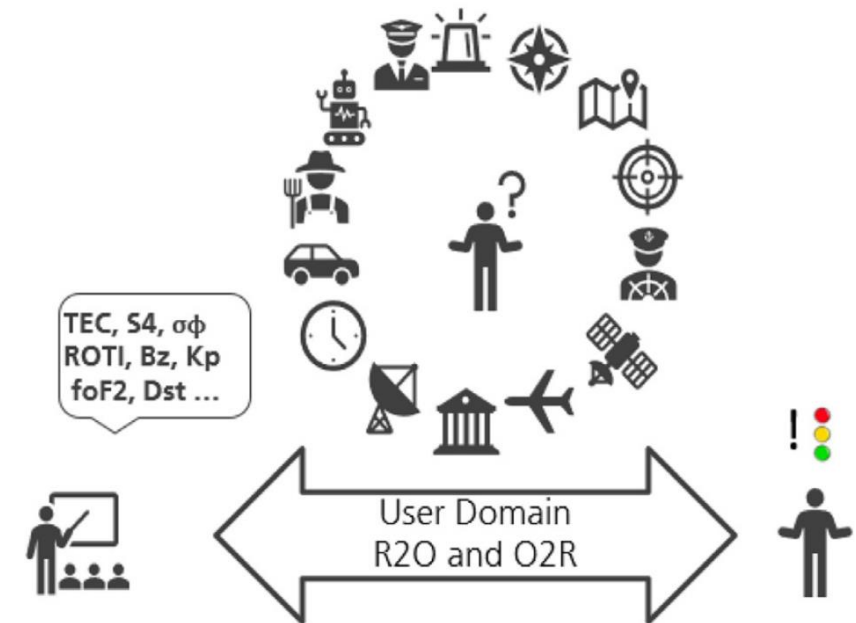 ?
TEC, S4, σφ
ROTI, Bz, Kp
foF2, Dst ...
!
User Domain
R2O and O2R